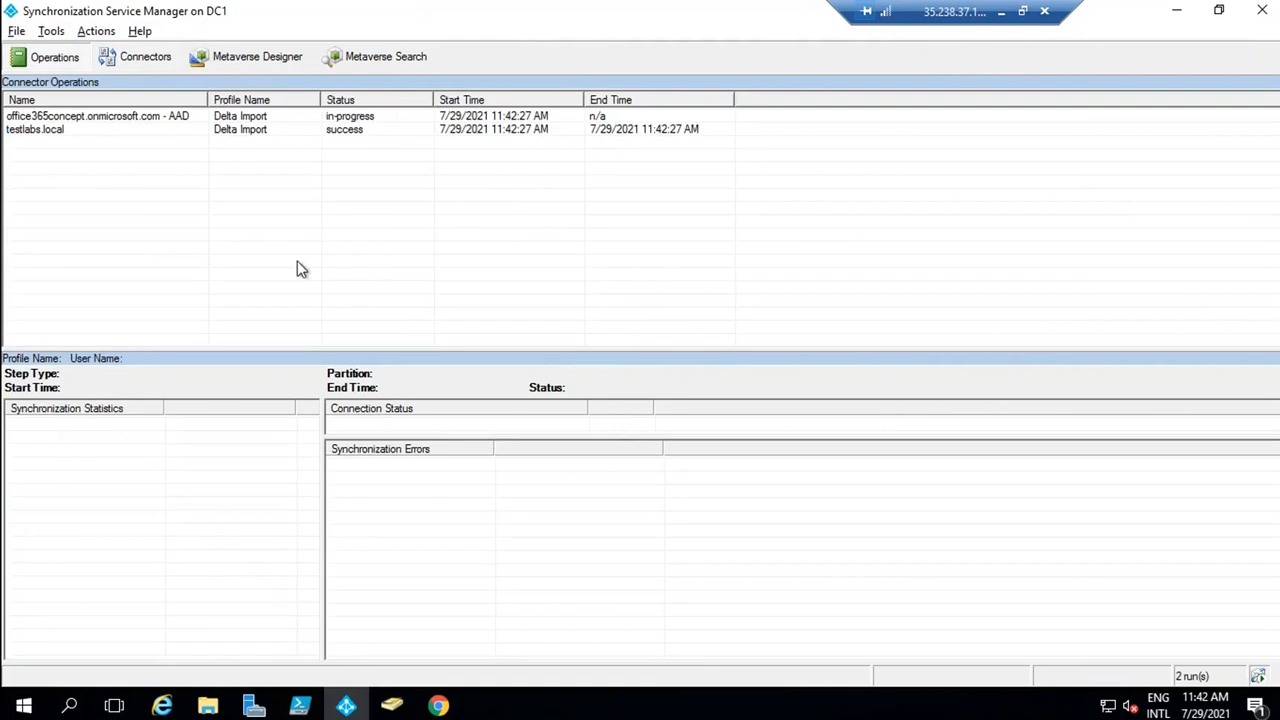 Synchronization Service Manager on DC1
35.238.37.1...
File Tools Actions Help
Operations Connectors Metaverse Designer Metaverse Search
Connector Operations
Name Profile Name Status Start Time End Time
office365concept.onmicrosoft.com - AAD Delta Import in-progress 7/29/2021 11:42:27 AM n/a
testlabs.local Delta Import success 7/29/2021 11:42:27 AM 7/29/2021 11:42:27 AM
Profile Name: User Name:
Step Type: Partition:
Start Time: End Time: Status:
Synchronization Statistics Connection Status
Synchronization Errors
2 run(s)
ENG 11:42 AM
INTL 7/29/2021
1